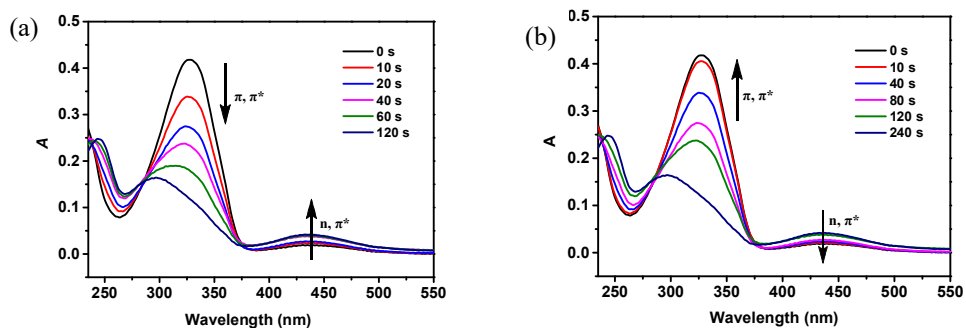 (a)
0.5
0.4
0.3
0.2
0.1
0.0
A
0 s
10 s
20 s
40 s
60 s
120 s
π, π*
n, π*
250 300 350 400 450 500 550
Wavelength (nm)
(b)
0.5
0.4
0.3
0.2
0.1
0.0
A
0 s
10 s
40 s
80 s
120 s
240 s
π, π*
n, π*
250 300 350 400 450 500 550
Wavelength (nm)